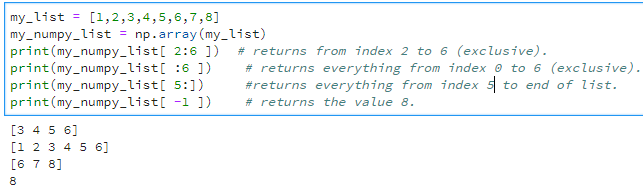 my_list = [1,2,3,4,5,6,7,8]
my_numpy_list = np.array(my_list)
print(my_numpy_list[ 2:6 ])  # returns from index 2 to 6 (exclusive).
print(my_numpy_list[ :6 ])    # returns everything from index 0 to 6 (exclusive).
print(my_numpy_list[ 5:])     #returns everything from index 5 to end of list.
print(my_numpy_list[ -1 ])    # returns the value 8.
[3 4 5 6]
[1 2 3 4 5 6]
[6 7 8]
8